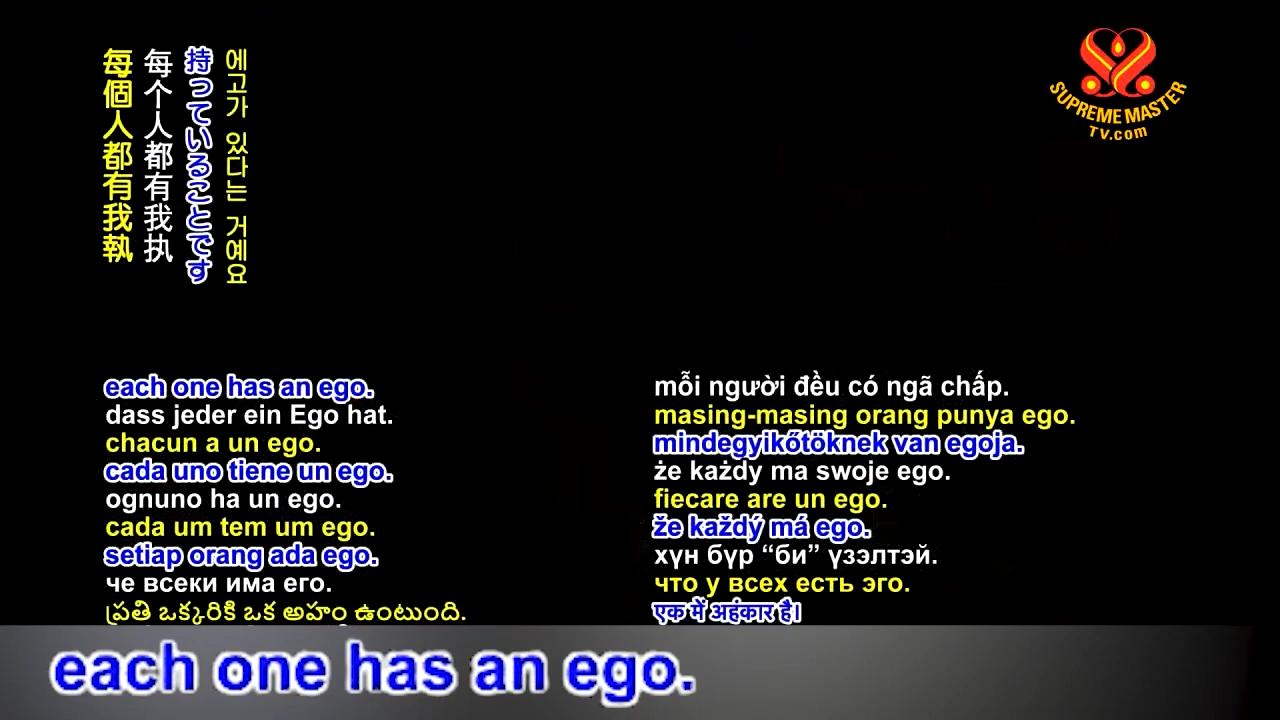 每個人都有我執
每个人都有我执
持っていることです
에고가 있다는 거예요
SUPREME MASTER
TV.com
each one has an ego.
dass jeder ein Ego hat.
chacun a un ego.
cada uno tiene un ego.
ognuno ha un ego.
cada um tem um ego.
setiap orang ada ego.
че всеки има его.
ప్రతి ఒక్కరికి ఒక అహం ఉంటుంది.
mỗi người đều có ngã chấp.
masing-masing orang punya ego.
mindegyikőtöknek van egoja.
że każdy ma swoje ego.
fiecare are un ego.
že každý má ego.
хүн бүр “би” үзэлтэй.
что у всех есть эго.
एक में अहंकार है।
each one has an ego.